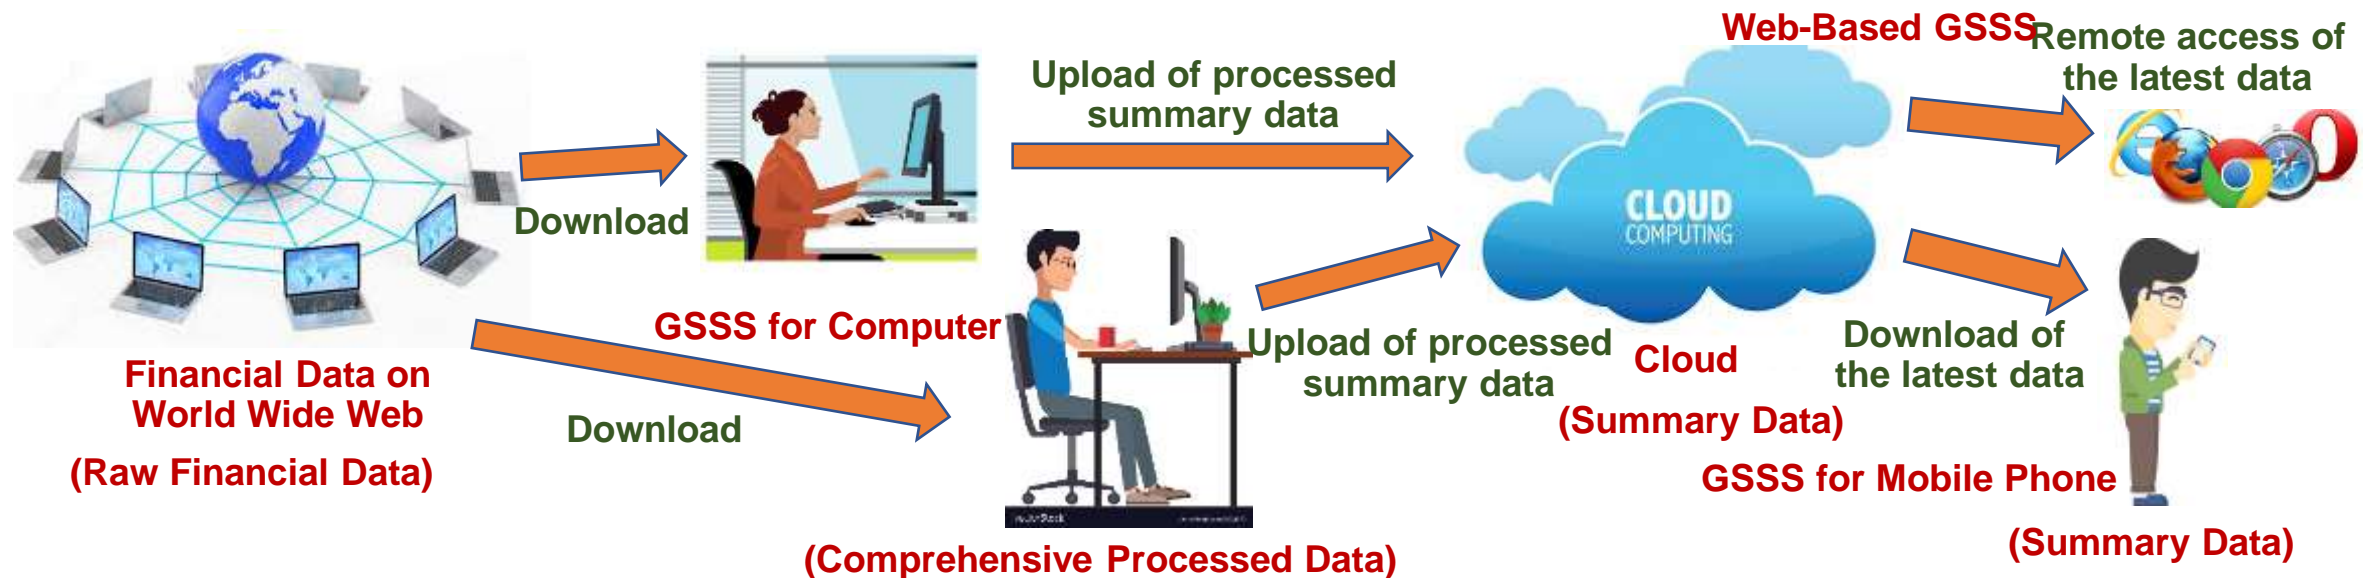 Web-Based GSSS
Remote access of
the latest data
Upload of processed
summary data
Download
CLOUD
COMPUTING
GSSS for Computer
Financial Data on
World Wide Web
(Raw Financial Data)
Download
Upload of processed
summary data
Cloud
(Summary Data)
Download of
the latest data
GSSS for Mobile Phone
(Summary Data)
(Comprehensive Processed Data)